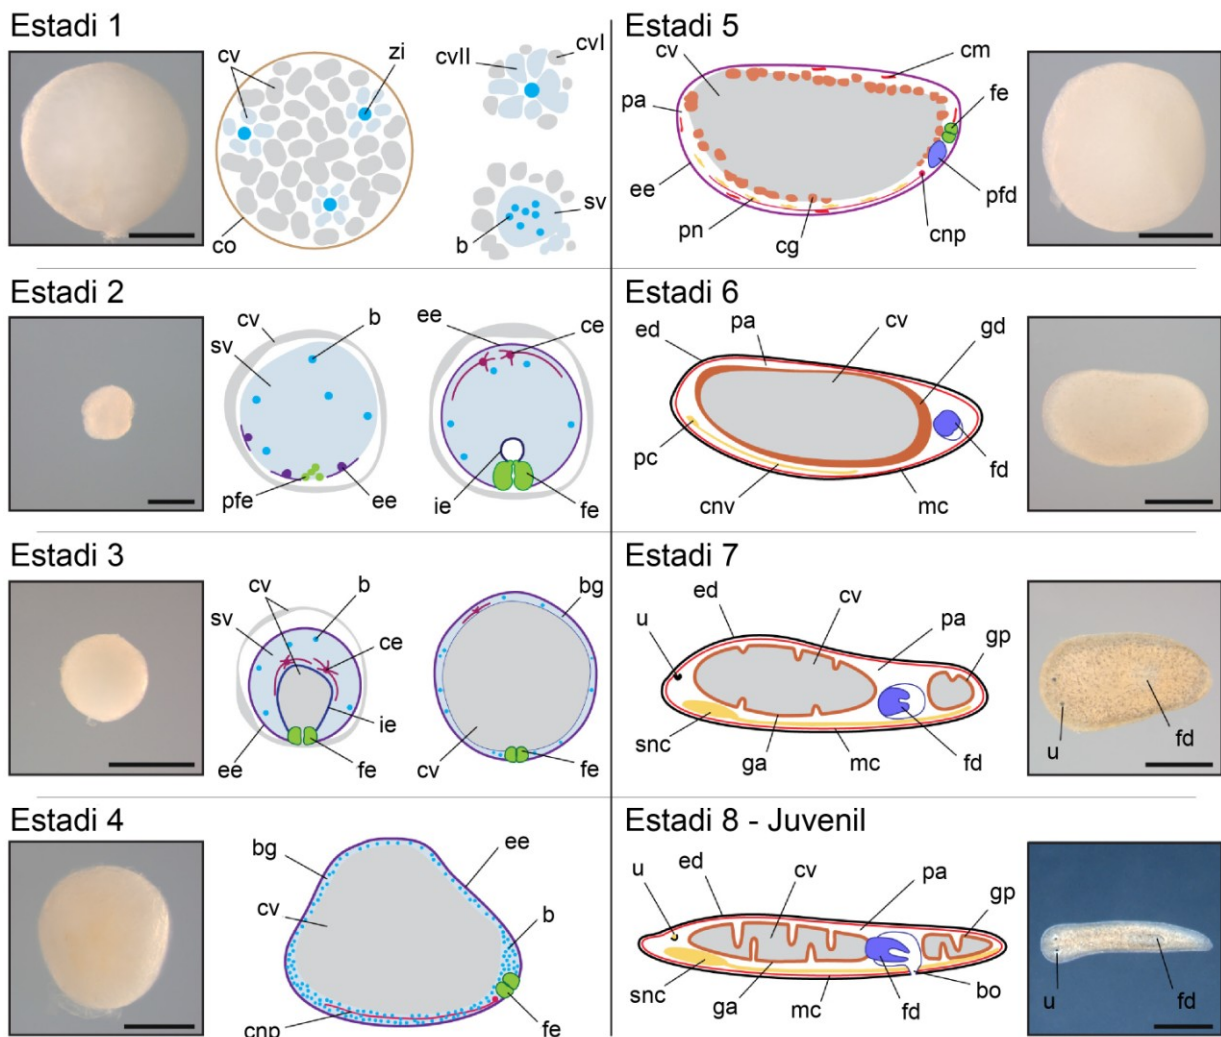 Estadi 1
cv
zi
cvII
cvI
co
b
sv
Estadi 2
cv
b
sv
pfe
ee
ee
ce
ie
fe
Estadi 3
cv
b
sv
ce
ie
ee
fe
bg
cv
fe
Estadi 4
bg
ee
cv
b
cnp
fe
Estadi 5
cv
cm
fe
pa
ee
pfd
pn
cg
cnp
Estadi 6
ed
pa
cv
gd
pc
cnv
mc
fd
Estadi 7
u
ed
cv
pa
gp
snc
ga
mc
fd
u
fd
Estadi 8 - Juvenil
u
ed
cv
pa
gp
snc
ga
mc
fd
bo
u
fd